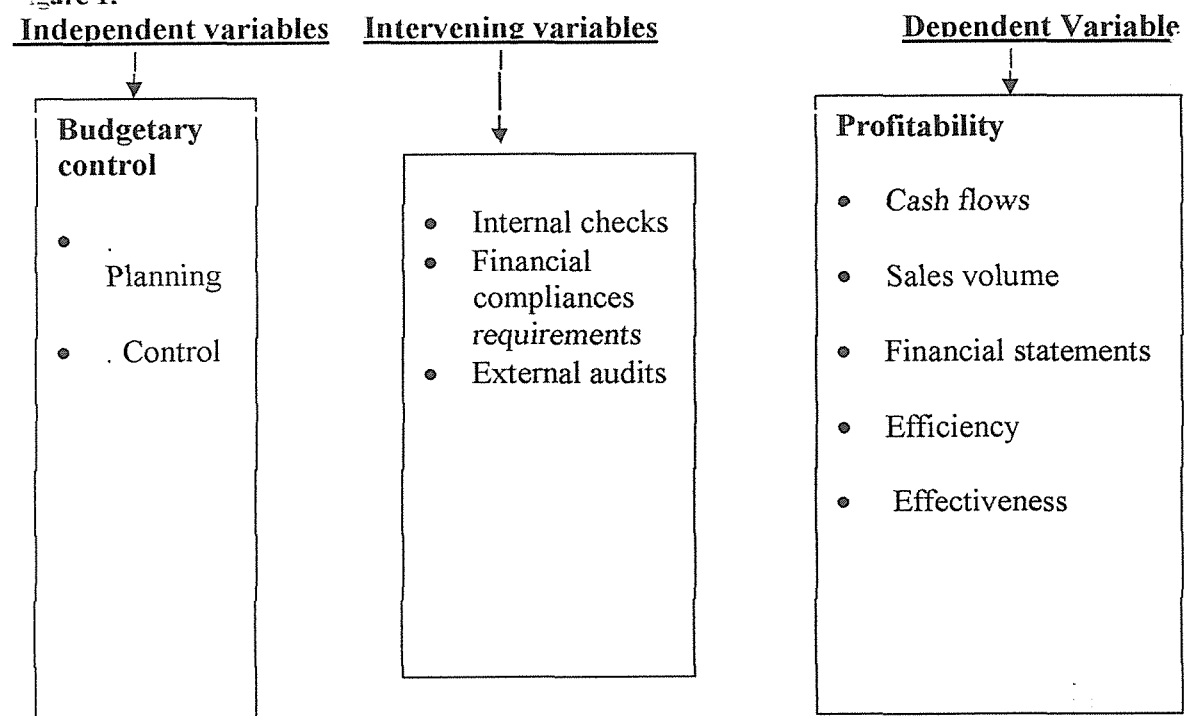 Independent variables
Intervening variables
Dependent Variable
Budgetary
control
• .
Planning
• . Control
• Internal checks
• Financial
compliances
requirements
• External audits
Profitability
• Cash flows
• Sales volume
• Financial statements
• Efficiency
• Effectiveness